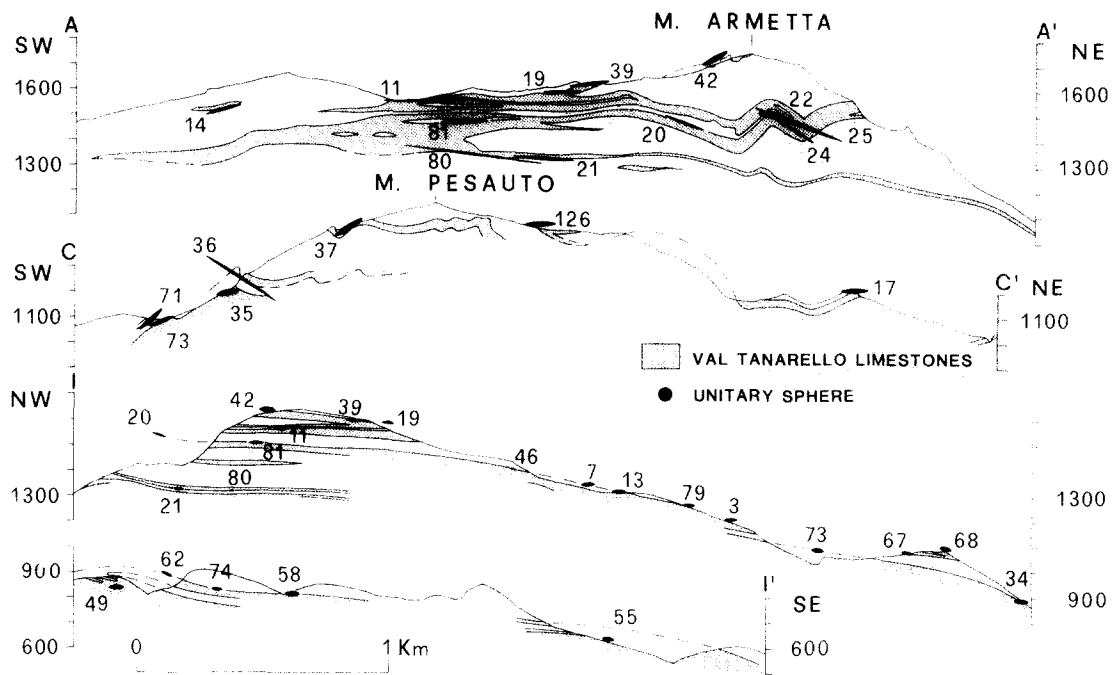 A M. ARMETTA A'
SW NE
1600 11 19 39 42 22 1600
14 81 20 25
1300 80 21 24 1300
M. PESAUTO
36 37 126
C C'
SW NE
71 35 17
1100 1100
73
VAL TANARELLO LIMESTONES
UNITARY SPHERE
I
NW 42 39 19
20 11
81 46 7 13 79 3
80
1300 21 1300
73 67 68
900 62 74 58 34 900
49 I'
55 SE
600 0 1 Km 600